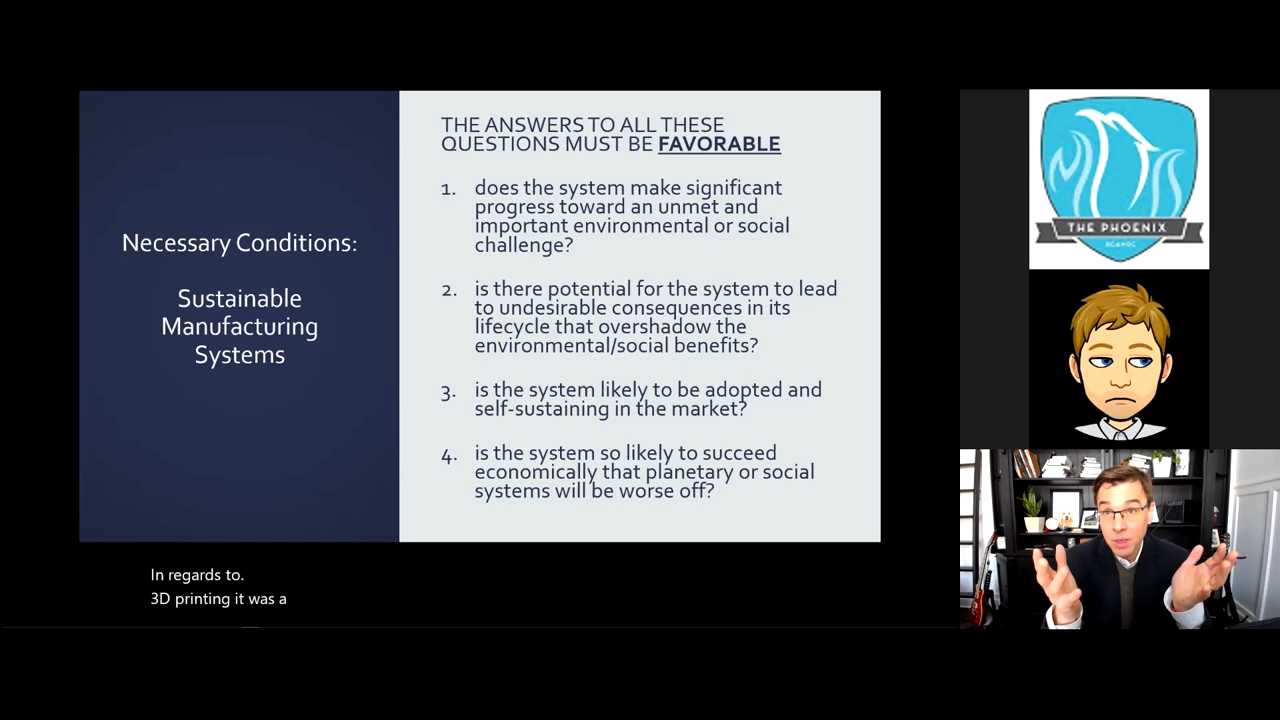 Necessary Conditions:
Sustainable
Manufacturing
Systems
THE ANSWERS TO ALL THESE
QUESTIONS MUST BE FAVORABLE
1. does the system make significant
progress toward an unmet and
important environmental or social
challenge?
2. is there potential for the system to lead
to undesirable consequences in its
lifecycle that overshadow the
environmental/social benefits?
3. is the system likely to be adopted and
self-sustaining in the market?
4. is the system so likely to succeed
economically that planetary or social
systems will be worse off?
In regards to.
3D printing it was a
THE PHOENIX